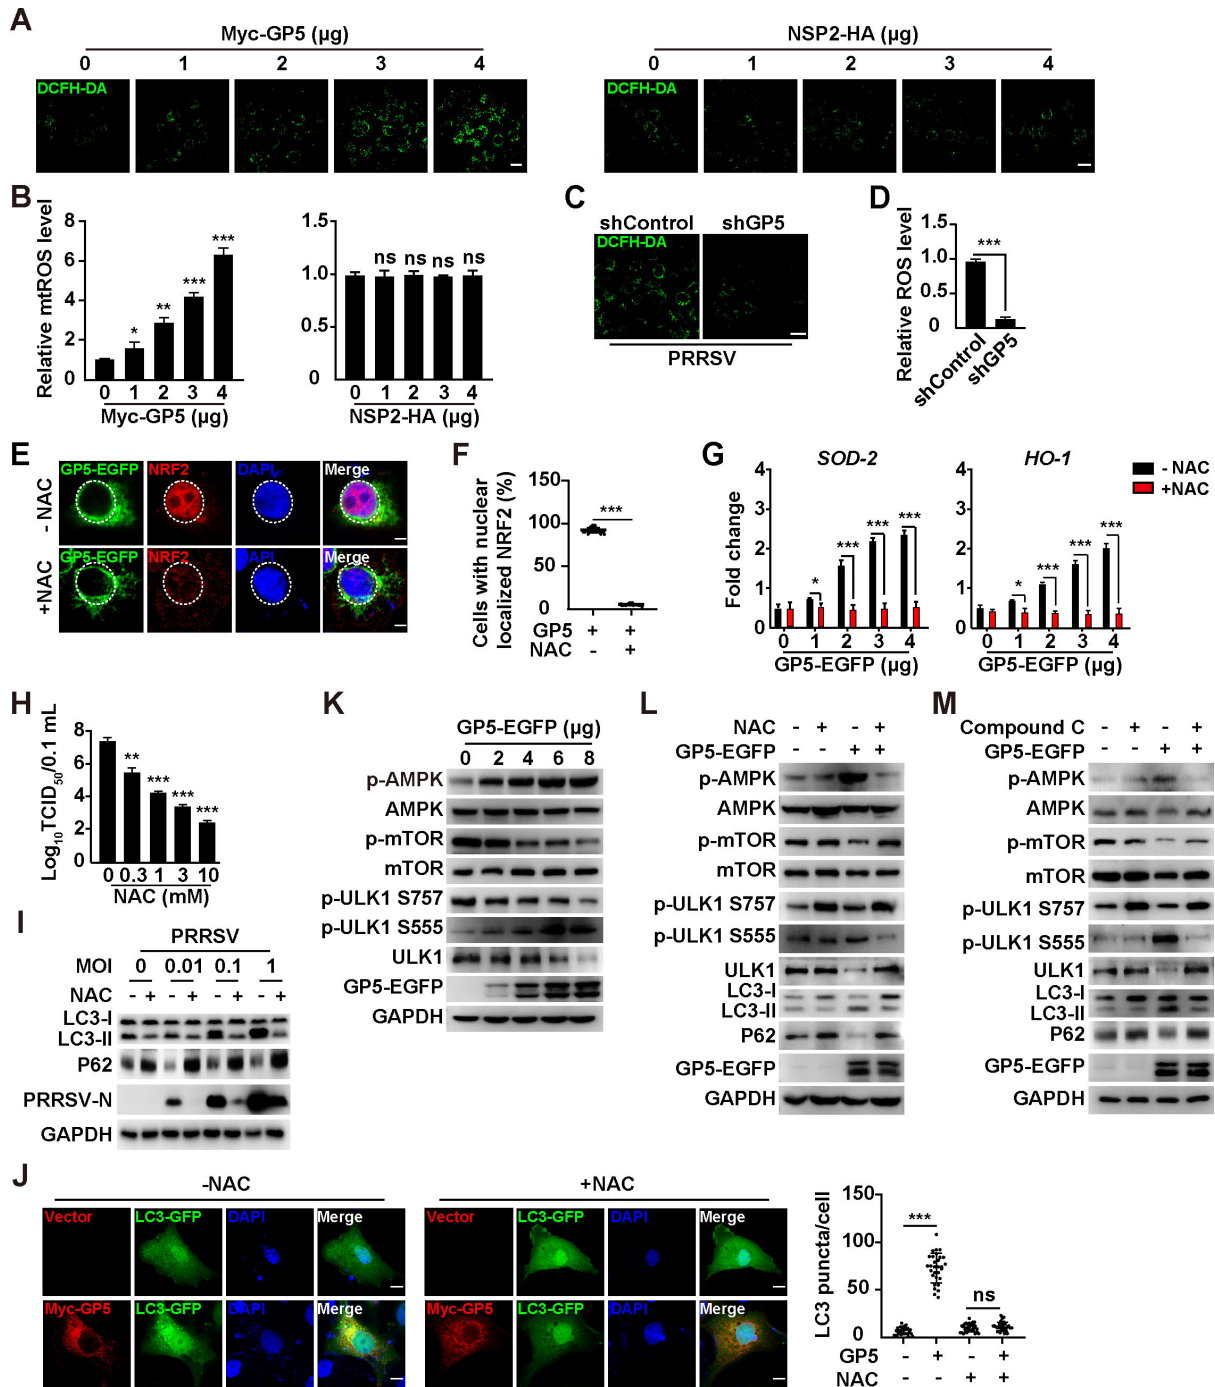 A
Myc-GP5 (μg)
0 1 2 3 4
DCFH-DA
NSP2-HA (μg)
0 1 2 3 4
DCFH-DA
B
Relative mtROS level
8
6
4
2
0
*
**
***
***
0 1 2 3 4
Myc-GP5 (μg)
1.5
1.0
0.5
0
ns ns ns ns
0 1 2 3 4
NSP2-HA (μg)
C
shControl shGP5
DCFH-DA
PRRSV
D
Relative ROS level
1.5
1.0
0.5
0
***
shControl
shGP5
E
- NAC
GP5-EGFP NRF2 DAPI Merge
+NAC
GP5-EGFP NRF2 DAPI Merge
F
Cells with nuclear
localized NRF2 (%)
150
100
50
0
***
GP5 + +
NAC - +
G
Fold change
SOD-2
4
3
2
1
0
* *** *** ***
0 1 2 3 4
GP5-EGFP (μg)
HO-1
4
3
2
1
0
* *** *** ***
0 1 2 3 4
GP5-EGFP (μg)
- NAC
+NAC
H
Log10TCID50/0.1 mL
8
6
4
2
0
**
***
***
***
0 0.3 1 3 10
NAC (mM)
I
PRRSV
MOI 0 0.01 0.1 1
NAC - + - + - + - +
LC3-I
LC3-II
P62
PRRSV-N
GAPDH
K
GP5-EGFP (μg)
0 2 4 6 8
p-AMPK
AMPK
p-mTOR
mTOR
p-ULK1 S757
p-ULK1 S555
ULK1
GP5-EGFP
GAPDH
L
NAC - + - +
GP5-EGFP - - + +
p-AMPK
AMPK
p-mTOR
mTOR
p-ULK1 S757
p-ULK1 S555
ULK1
LC3-I
LC3-II
P62
GP5-EGFP
GAPDH
M
Compound C - + - +
GP5-EGFP - - + +
p-AMPK
AMPK
p-mTOR
mTOR
p-ULK1 S757
p-ULK1 S555
ULK1
LC3-I
LC3-II
P62
GP5-EGFP
GAPDH
J
-NAC
Vector LC3-GFP DAPI Merge
Myc-GP5 LC3-GFP DAPI Merge
+NAC
Vector LC3-GFP DAPI Merge
Myc-GP5 LC3-GFP DAPI Merge
LC3 puncta/cell
150
100
50
0
***
ns
GP5 - + - +
NAC - - + +